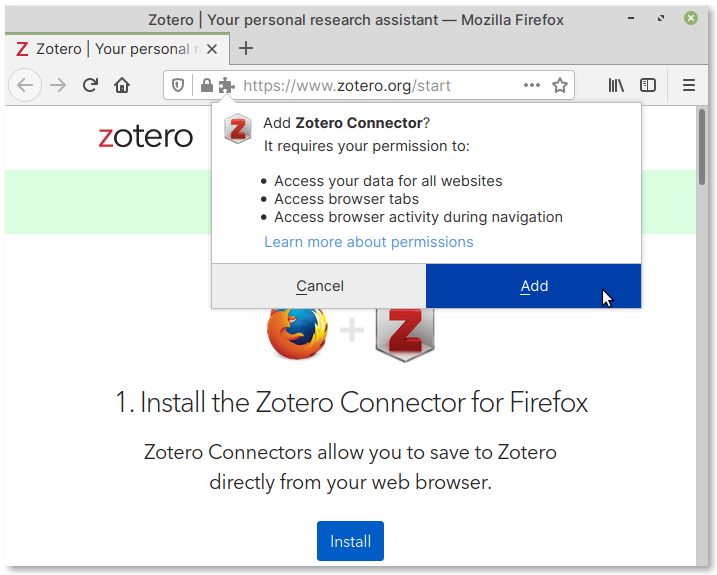 Zotero | Your personal research assistant — Mozilla Firefox
Zotero | Your personal r
https://www.zotero.org/start
zotero
Add Zotero Connector?
It requires your permission to:
• Access your data for all websites
• Access browser tabs
• Access browser activity during navigation
Learn more about permissions
Cancel
Add
1. Install the Zotero Connector for Firefox
Zotero Connectors allow you to save to Zotero
directly from your web browser.
Install